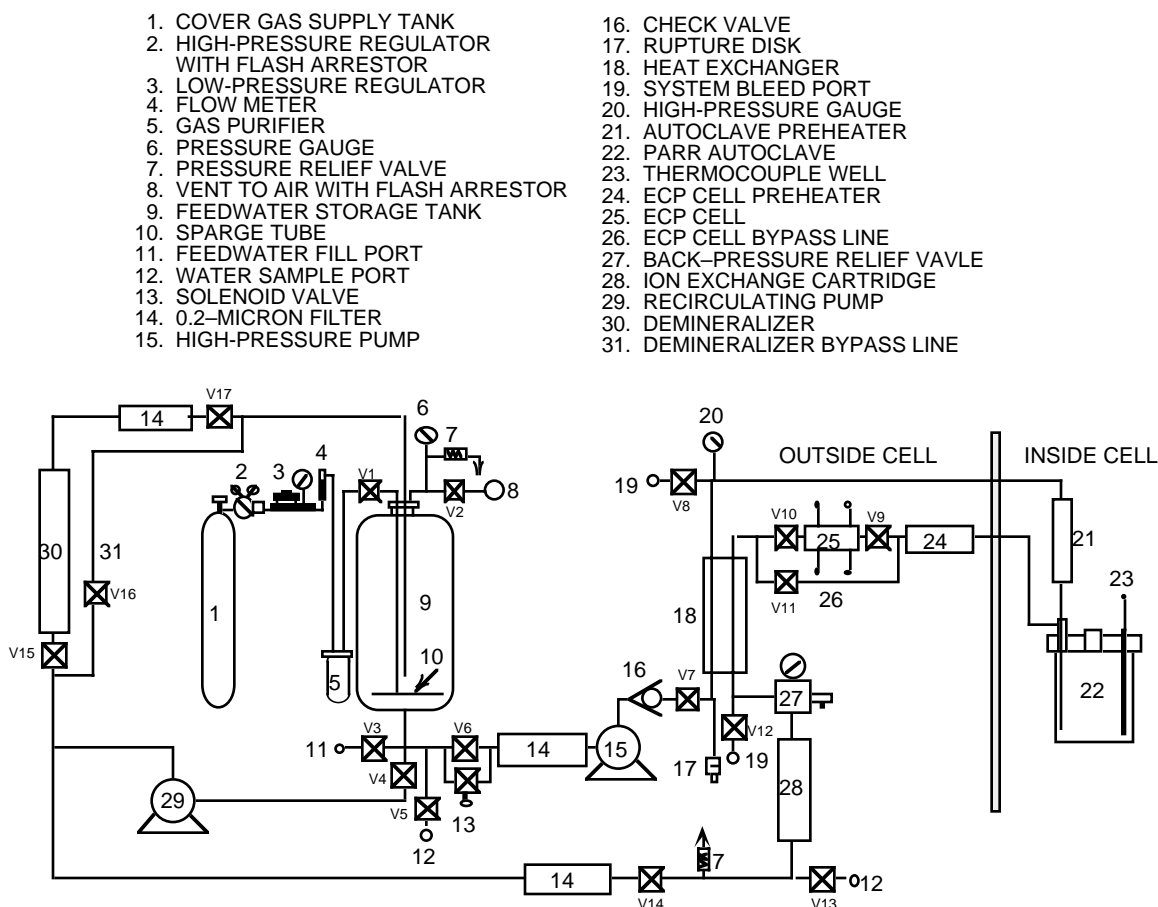 1. COVER GAS SUPPLY TANK
2. HIGH-PRESSURE REGULATOR
WITH FLASH ARRESTOR
3. LOW-PRESSURE REGULATOR
4. FLOW METER
5. GAS PURIFIER
6. PRESSURE GAUGE
7. PRESSURE RELIEF VALVE
8. VENT TO AIR WITH FLASH ARRESTOR
9. FEEDWATER STORAGE TANK
10. SPARGE TUBE
11. FEEDWATER FILL PORT
12. WATER SAMPLE PORT
13. SOLENOID VALVE
14. 0.2–MICRON FILTER
15. HIGH-PRESSURE PUMP
16. CHECK VALVE
17. RUPTURE DISK
18. HEAT EXCHANGER
19. SYSTEM BLEED PORT
20. HIGH-PRESSURE GAUGE
21. AUTOCLAVE PREHEATER
22. PARR AUTOCLAVE
23. THERMOCOUPLE WELL
24. ECP CELL PREHEATER
25. ECP CELL
26. ECP CELL BYPASS LINE
27. BACK–PRESSURE RELIEF VAVLE
28. ION EXCHANGE CARTRIDGE
29. RECIRCULATING PUMP
30. DEMINERALIZER
31. DEMINERALIZER BYPASS LINE
V17
14
6
7
20
4
OUTSIDE CELL
INSIDE CELL
2
3
V1
8
19
V2
V8
V10
V9
30
31
25
24
21
V16
1
9
18
V11
26
23
V15
5
10
16
27
22
V7
V12
11
V3
V6
14
15
17
19
V4
28
29
V5
13
12
7
14
V14
V13
12